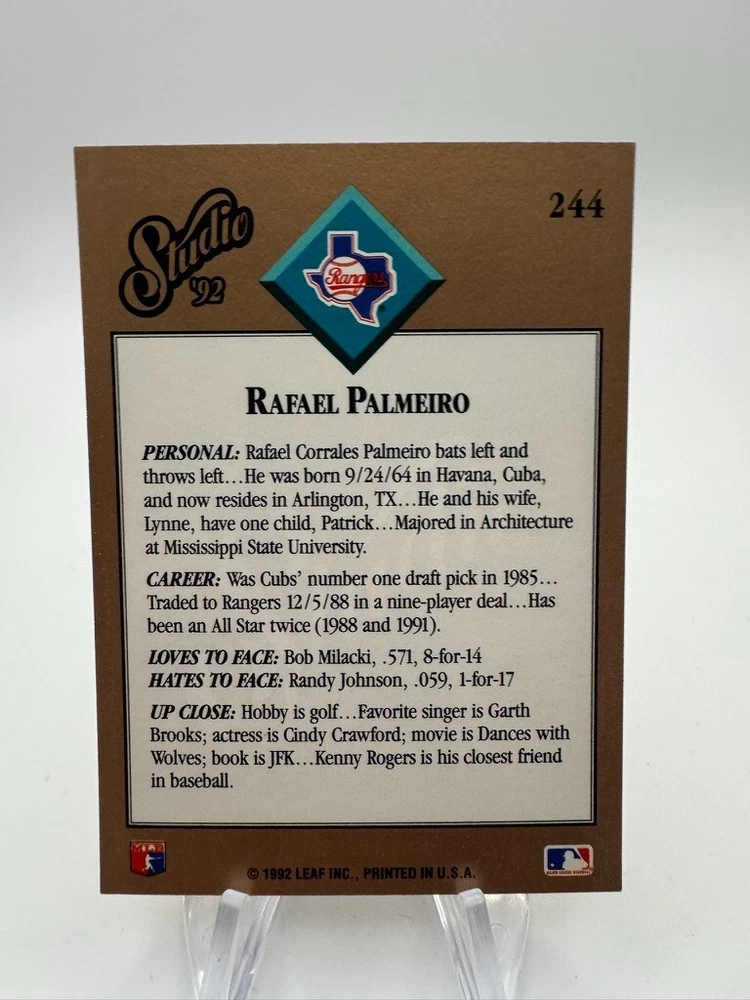 Studio
'92
244
Rangers
RAFAEL PALMEIRO
PERSONAL: Rafael Corrales Palmeiro bats left and
throws left...He was born 9/24/64 in Havana, Cuba,
and now resides in Arlington, TX...He and his wife,
Lynne, have one child, Patrick...Majored in Architecture
at Mississippi State University.
CAREER: Was Cubs' number one draft pick in 1985...
Traded to Rangers 12/5/88 in a nine-player deal...Has
been an All Star twice (1988 and 1991).
LOVES TO FACE: Bob Milacki, .571, 8-for-14
HATES TO FACE: Randy Johnson, .059, 1-for-17
UP CLOSE: Hobby is golf...Favorite singer is Garth
Brooks; actress is Cindy Crawford; movie is Dances with
Wolves; book is JFK...Kenny Rogers is his closest friend
in baseball.
© 1992 LEAF INC., PRINTED IN U.S.A.
MAJOR LEAGUE BASEBALL